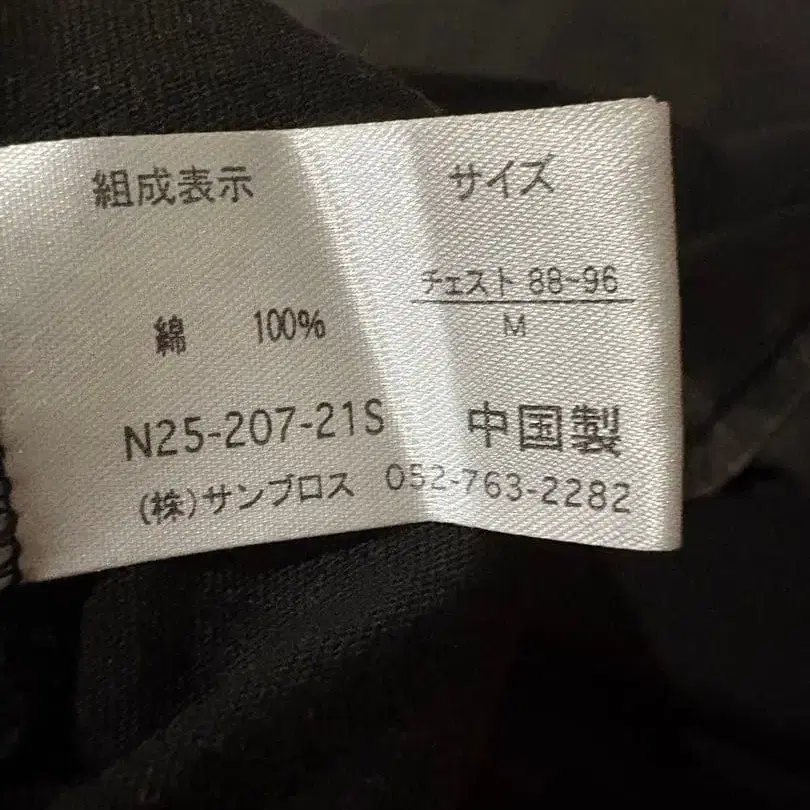 組成表示
サイズ
チェスト 88~96
M
綿 100%
N25-207-21S
中国製
(株)サンブロス 052-763-2282